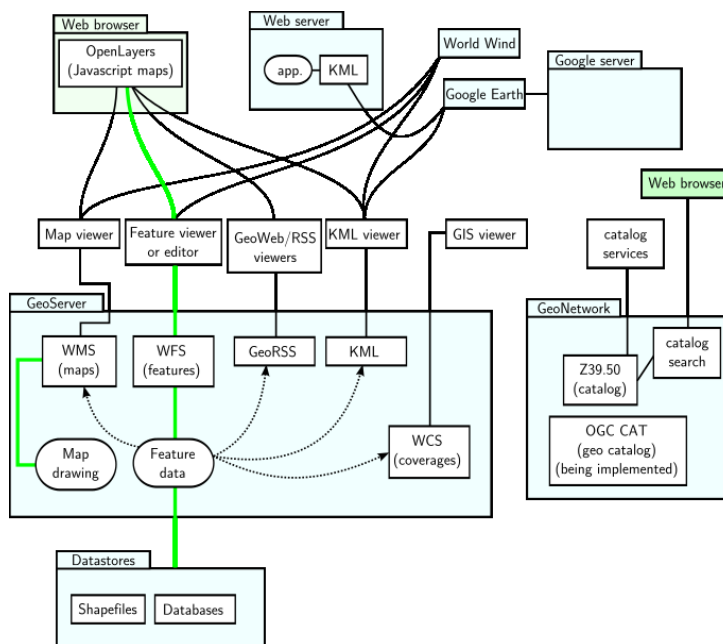 Web browser
OpenLayers
(Javascript maps)
Web server
app.
KML
World Wind
Google Earth
Google server
Web browser
Map viewer
Feature viewer
or editor
GeoWeb/RSS
viewers
KML viewer
GIS viewer
catalog
services
GeoServer
WMS
(maps)
WFS
(features)
GeoRSS
KML
Map
drawing
Feature
data
WCS
(coverages)
GeoNetwork
Z39.50
(catalog)
catalog
search
OGC CAT
(geo catalog)
(being implemented)
Datastores
Shapefiles
Databases